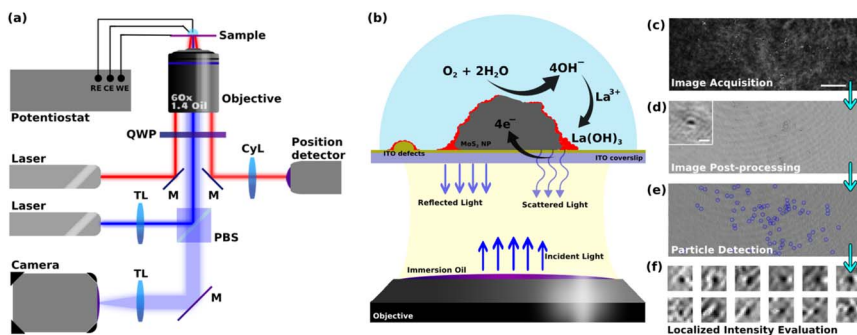 (a)
Sample
RE CE WE
Potentiostat
60x
1.4 Oil
Objective
QWP
CyL
Position
detector
Laser
M
M
Laser
TL
PBS
Camera
TL
M
(b)
O₂ + 2H₂O
4OH⁻
La³⁺
4e⁻
La(OH)₃
ITO defects
MoS₂ NP
ITO coverslip
Reflected Light
Scattered Light
Incident Light
Immersion Oil
Objective
(c)
Image Acquisition
(d)
Image Post-processing
(e)
Particle Detection
(f)
Localized Intensity Evaluation